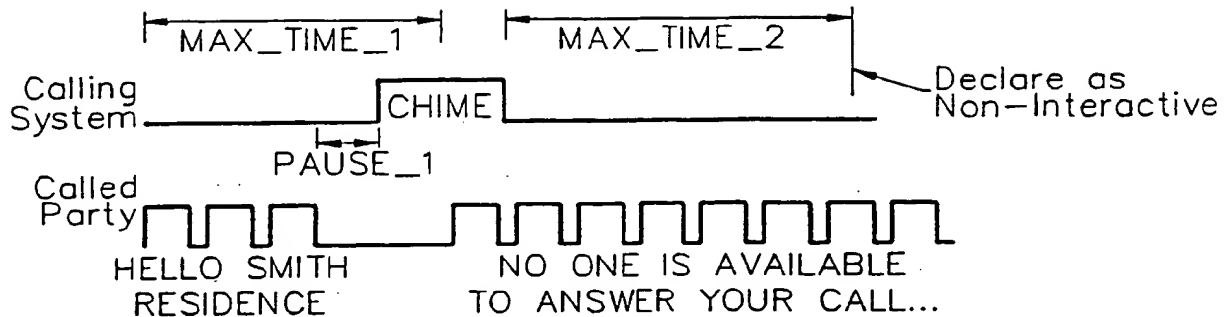 MAX_TIME_1
MAX_TIME_2
Calling
System
CHIME
Declare as
Non-Interactive
PAUSE_1
Called
Party
HELLO SMITH
RESIDENCE
NO ONE IS AVAILABLE
TO ANSWER YOUR CALL...